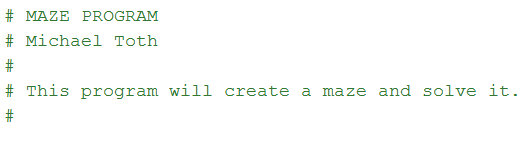 # MAZE PROGRAM
# Michael Toth
#
# This program will create a maze and solve it.
#